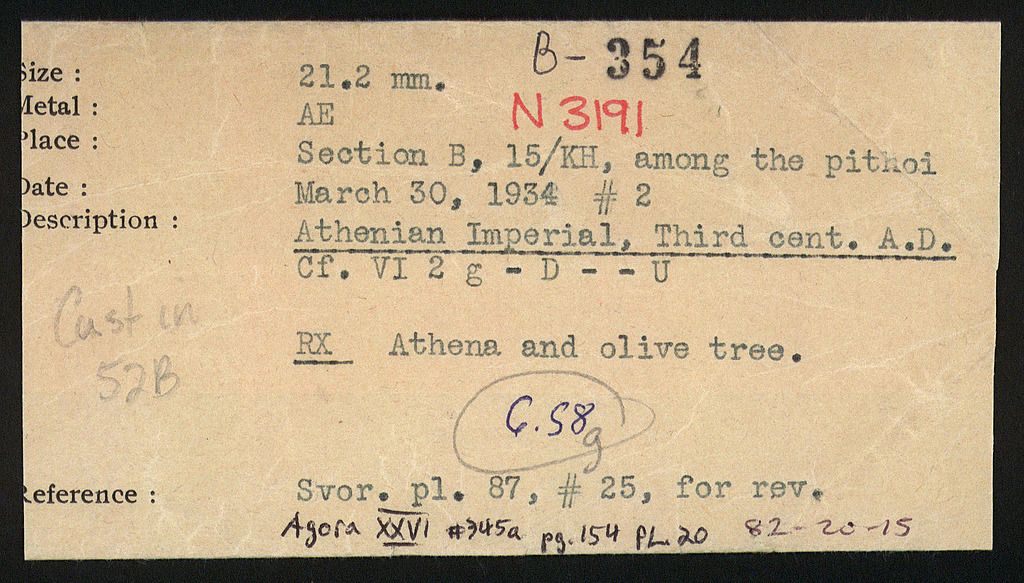 B- 354
Size : 21.2 mm.
Metal : AE
N 3191
Place : Section B, 15/KH, among the pithoi
Date : March 30, 1934 # 2
Description : Athenian Imperial, Third cent. A.D.
Cf. VI 2 g - D - - U
Cast in
52B
RX Athena and olive tree.
6.58g
Reference : Svor. pl. 87, # 25, for rev.
Agora XXVI #345a pg.154 PL.20 82-20-15